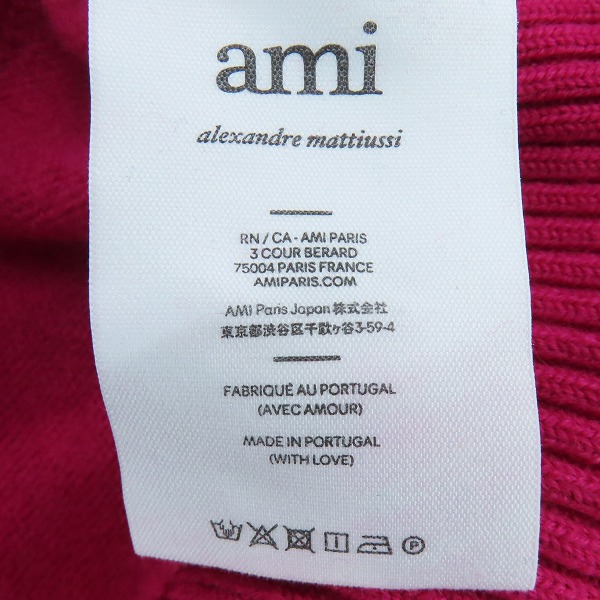 ami
alexandre mattiussi
RN / CA - AMI PARIS
3 COUR BERARD
75004 PARIS FRANCE
AMIPARIS.COM
AMI Paris Japan 株式会社
東京都渋谷区千駄ヶ谷3-59-4
FABRIQUÉ AU PORTUGAL
(AVEC AMOUR)
MADE IN PORTUGAL
(WITH LOVE)
P